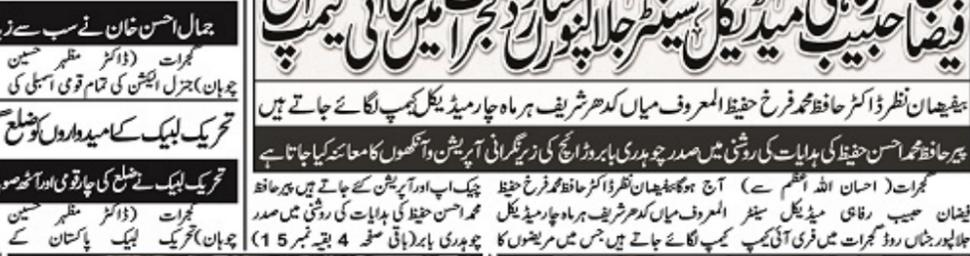 فیضان حبیب رفاہی میڈیکل سینٹر جلالپور روڈ گجرات میں فری آئی کیمپ
بیفیضان نظر ڈاکٹر حافظ محمد فرخ حفیظ المعروف میاں کدھر شریف ہر ماہ چار میڈیکل کیمپ لگائے جاتے ہیں
پیر حافظ محمد احسن حفیظ کی ہدایات کی روشنی میں صدر چوہدری بابر وڑائچ کی زیر نگرانی آپریشن و آنکھوں کا معائنہ کیا جاتا ہے
گجرات( احسان اللہ اعظم سے)
فیضان حبیب رفاہی میڈیکل سینٹر
جلالپور جٹاں روڈ گجرات میں فری آئی کیمپ
آج ہوگا بیفیضان نظر ڈاکٹر حافظ محمد فرخ حفیظ
المعروف میاں کدھر شریف ہر ماہ چار میڈیکل
کیمپ لگائے جاتے ہیں جس میں مریضوں کا
چیک اپ اور آپریشن کئے جاتے ہیں پیر حافظ
محمد احسن حفیظ کی ہدایات کی روشنی میں صدر
چوہدری بابر (باقی صفحہ 4 بقیہ نمبر 15)
جمال احسن خان نے سب سے
گجرات (ڈاکٹر مظہر حسین
چوہان) جنرل الیکشن کی تمام قومی اسمبلی کی
تحریک لبیک کے امیدواروں کو ضلع
تحریک لبیک نے ضلع کی چار قومی اور آٹھ
گجرات (ڈاکٹر مظہر حسین
چوہان) تحریک لبیک پاکستان کے